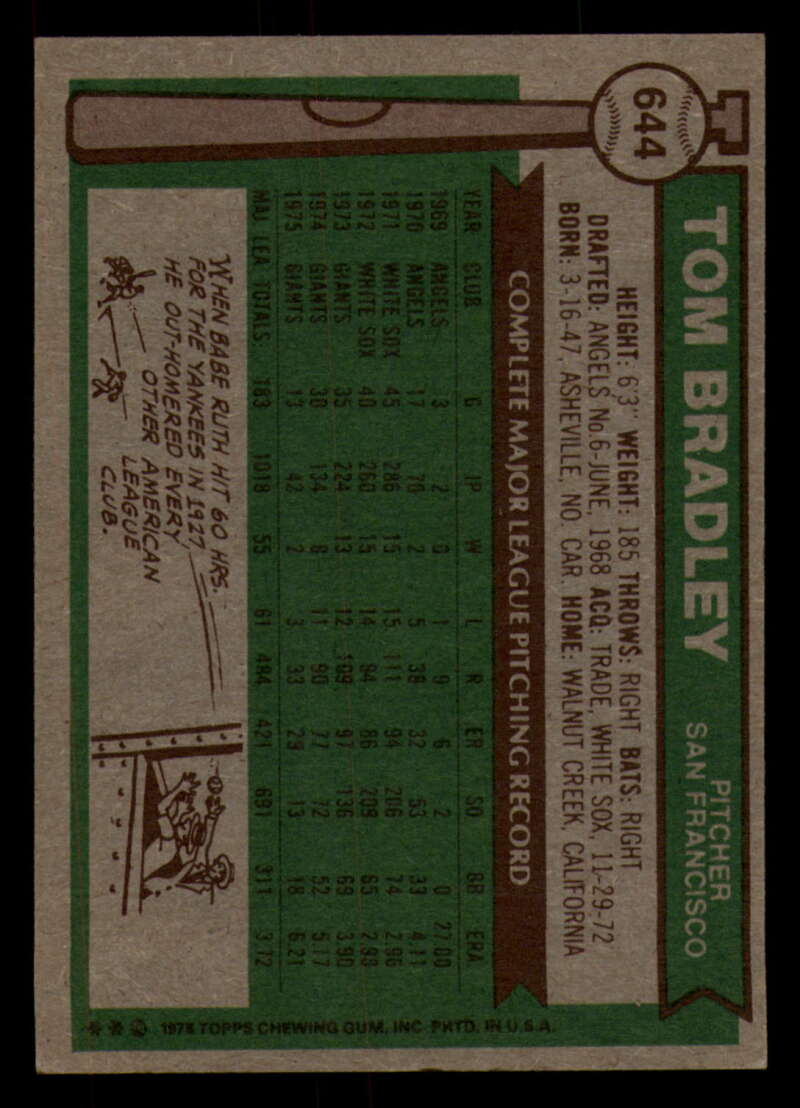 644
TOM BRADLEY
PITCHER
SAN FRANCISCO
HEIGHT: 6'3" WEIGHT: 185 THROWS: RIGHT BATS: RIGHT
DRAFTED: ANGELS No.6-JUNE, 1968 ACQ: TRADE, WHITE SOX, 11-29-72
BORN: 3-16-47, ASHEVILLE, NO. CAR. HOME: WALNUT CREEK, CALIFORNIA
COMPLETE MAJOR LEAGUE PITCHING RECORD
YEAR CLUB G IP W L R ER SO BB ERA
1969 ANGELS 3 2 0 1 9 6 2 0 27.00
1970 ANGELS 17 70 2 5 38 32 53 33 4.11
1971 WHITE SOX 45 286 15 15 111 94 206 74 2.96
1972 WHITE SOX 40 260 15 14 94 86 209 65 2.98
1973 GIANTS 35 224 13 12 109 97 136 69 3.90
1974 GIANTS 30 134 8 11 90 77 72 52 5.17
1975 GIANTS 13 42 2 3 33 29 13 18 6.21
MAJ. LEA. TOTALS 183 1018 55 61 484 421 691 311 3.72
WHEN BABE RUTH HIT 60 HRS.
FOR THE YANKEES IN 1927
HE OUT-HOMERED EVERY
OTHER AMERICAN
LEAGUE
CLUB.
*** © 1976 TOPPS CHEWING GUM, INC. PRTD. IN U.S.A.